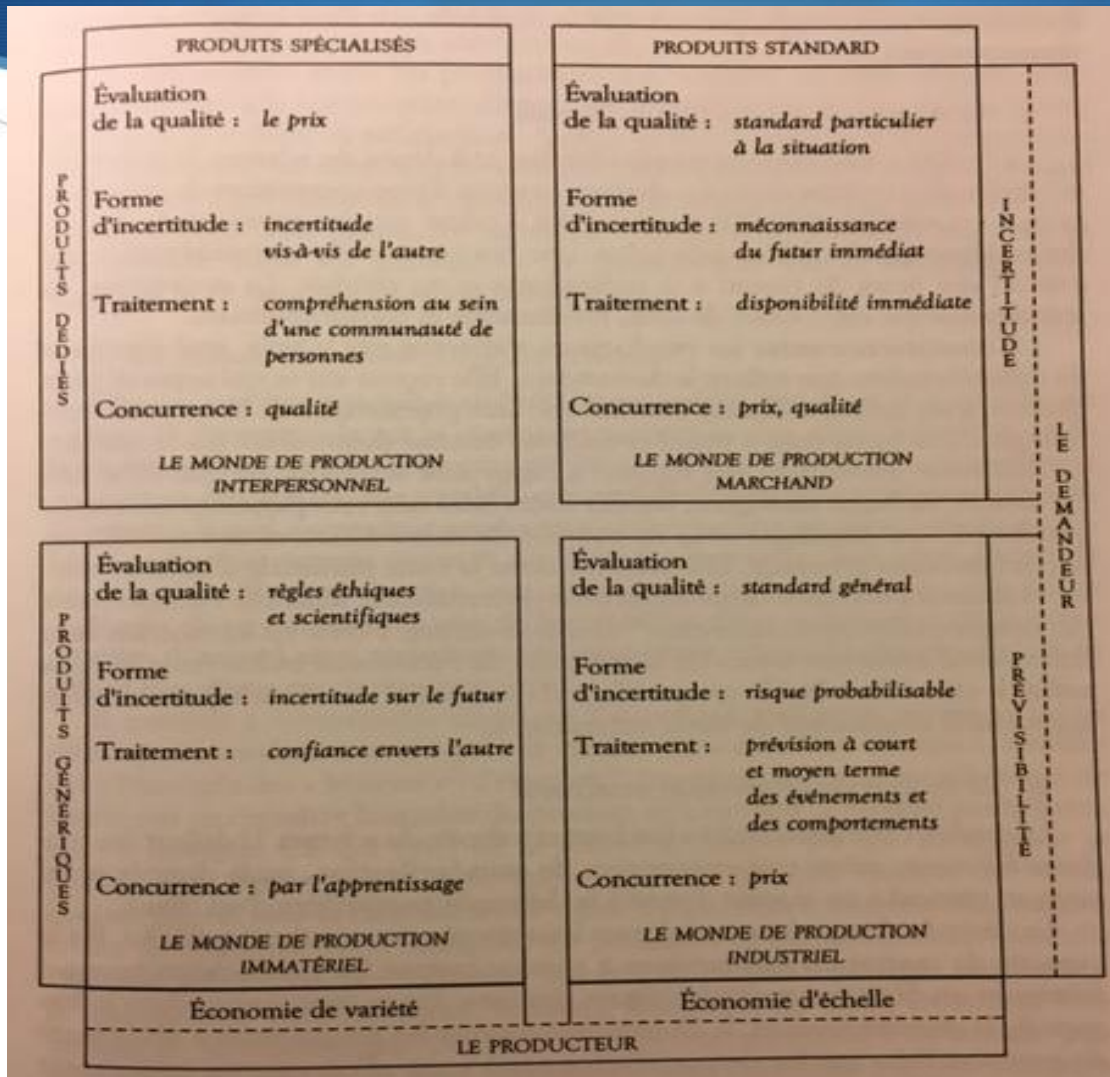 PRODUITS SPÉCIALISÉS
PRODUITS DÉDIÉS
Évaluation
de la qualité : le prix
Forme
d'incertitude : incertitude
vis-à-vis de l'autre
Traitement : compréhension au sein
d'une communauté de
personnes
Concurrence : qualité
LE MONDE DE PRODUCTION
INTERPERSONNEL
PRODUITS STANDARD
Évaluation
de la qualité : standard particulier
à la situation
Forme
d'incertitude : méconnaissance
du futur immédiat
Traitement : disponibilité immédiate
Concurrence : prix, qualité
LE MONDE DE PRODUCTION
MARCHAND
INCERTITUDE
LE DEMANDEUR
PRODUITS GÉNÉRIQUES
Évaluation
de la qualité : règles éthiques
et scientifiques
Forme
d'incertitude : incertitude sur le futur
Traitement : confiance envers l'autre
Concurrence : par l'apprentissage
LE MONDE DE PRODUCTION
IMMATÉRIEL
Évaluation
de la qualité : standard général
Forme
d'incertitude : risque probabilisable
Traitement : prévision à court
et moyen terme
des événements et
des comportements
Concurrence : prix
LE MONDE DE PRODUCTION
INDUSTRIEL
PRÉVISIBILITÉ
Économie de variété
Économie d'échelle
LE PRODUCTEUR